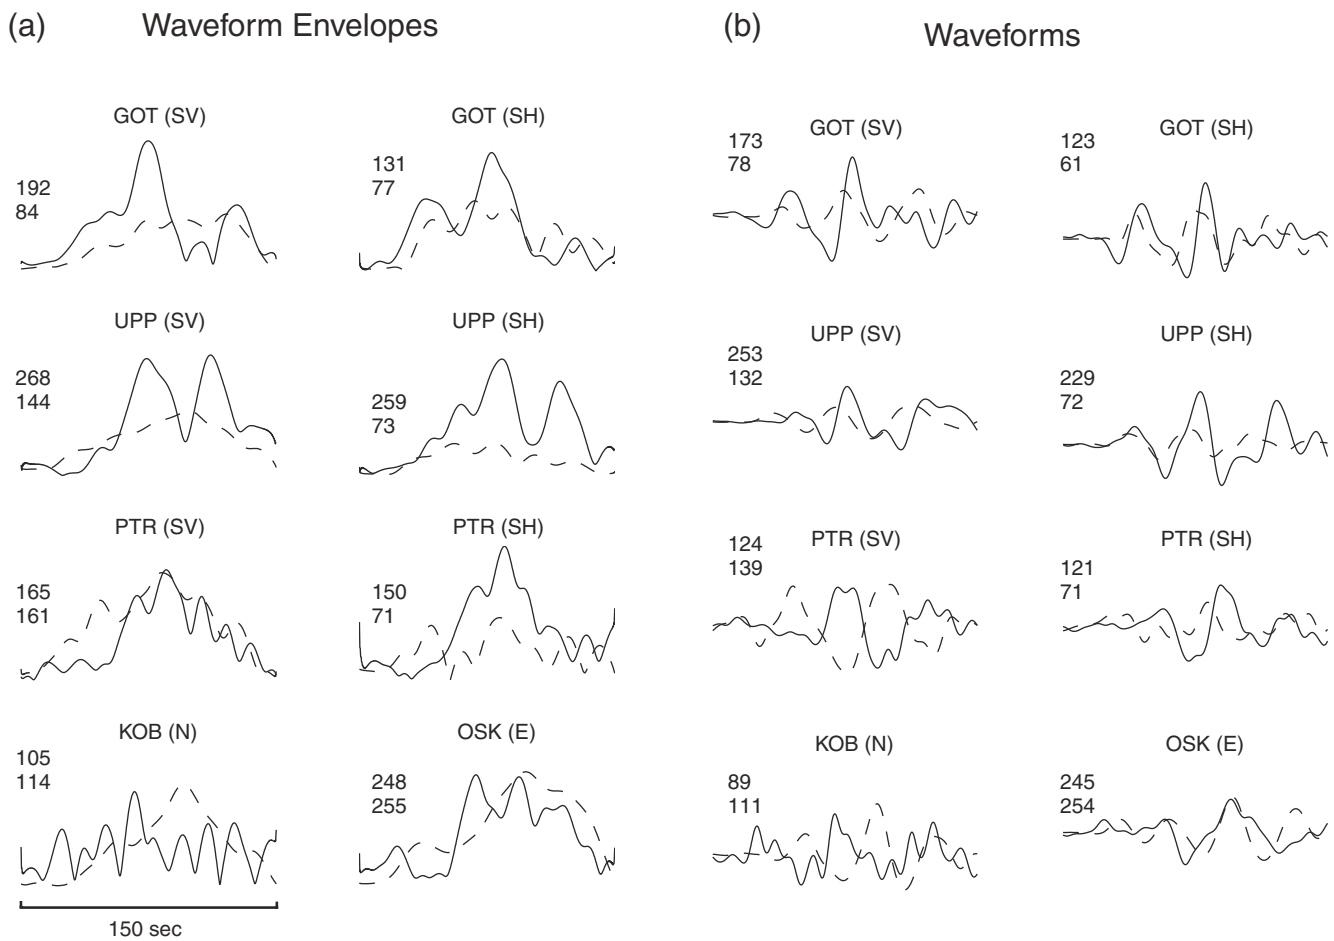 (a) Waveform Envelopes
GOT (SV)
192
84
GOT (SH)
131
77
UPP (SV)
268
144
UPP (SH)
259
73
PTR (SV)
165
161
PTR (SH)
150
71
KOB (N)
105
114
OSK (E)
248
255
150 sec
(b) Waveforms
GOT (SV)
173
78
GOT (SH)
123
61
UPP (SV)
253
132
UPP (SH)
229
72
PTR (SV)
124
139
PTR (SH)
121
71
KOB (N)
89
111
OSK (E)
245
254